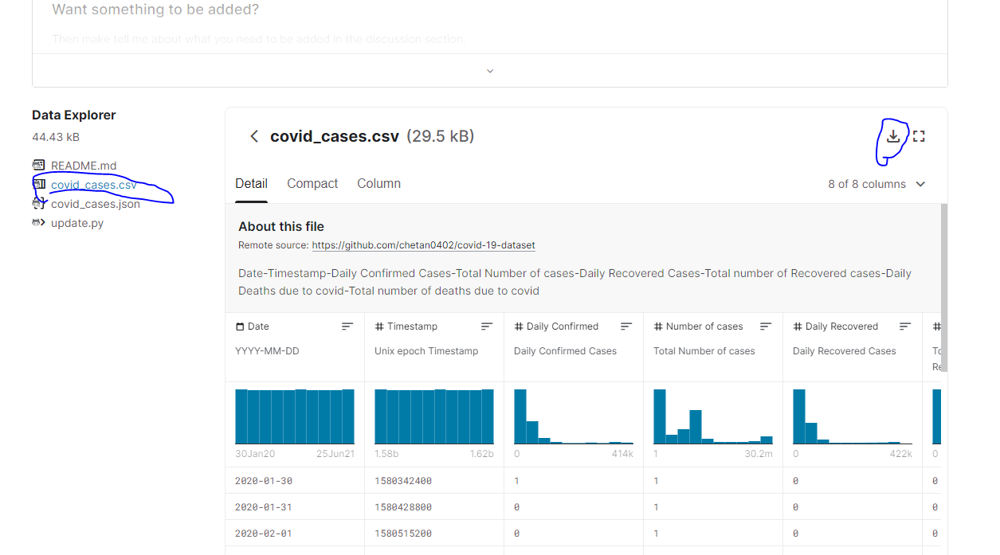 Want something to be added?
Then make tell me about what you need to be added in the discussion section.
Data Explorer
44.43 kB
README.md
covid_cases.csv
covid_cases.json
update.py
covid_cases.csv (29.5 kB)
Detail Compact Column
8 of 8 columns
About this file
Remote source: https://github.com/chetan0402/covid-19-dataset
Date-Timestamp-Daily Confirmed Cases-Total Number of cases-Daily Recovered Cases-Total number of Recovered cases-Daily
Deaths due to covid-Total number of deaths due to covid
Date # Timestamp # Daily Confirmed # Number of cases # Daily Recovered #
YYYY-MM-DD Unix epoch Timestamp Daily Confirmed Cases Total Number of cases Daily Recovered Cases
30Jan20 25Jun21 1.58b 1.62b 0 414k 1 30.2m 0 422k 0
2020-01-30 1580342400 1 1 0 0
2020-01-31 1580428800 0 1 0 0
2020-02-01 1580515200 0 1 0 0